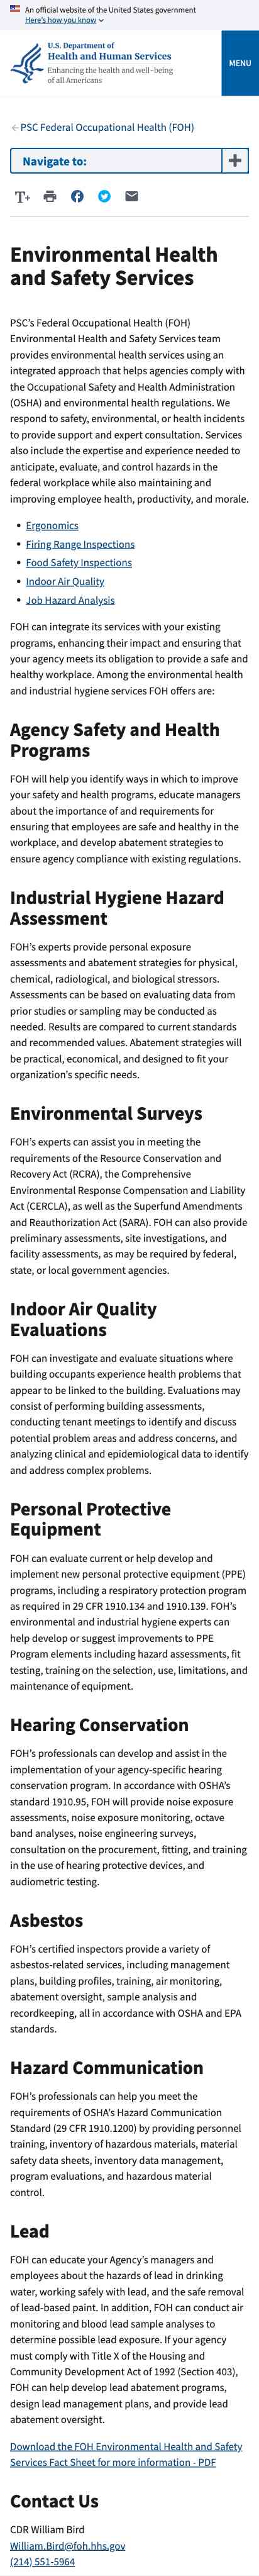 An official website of the United States government
Here's how you know
U.S. Department of
Health and Human Services
Enhancing the health and well-being
of all Americans
MENU
PSC Federal Occupational Health (FOH)
Navigate to:
T+
Environmental Health
and Safety Services
PSC's Federal Occupational Health (FOH)
Environmental Health and Safety Services team
provides environmental health services using an
integrated approach that helps agencies comply with
the Occupational Safety and Health Administration
(OSHA) and environmental health regulations. We
respond to safety, environmental, or health incidents
to provide support and expert consultation. Services
also include the expertise and experience needed to
anticipate, evaluate, and control hazards in the
federal workplace while also maintaining and
improving employee health, productivity, and morale.
• Ergonomics
• Firing Range Inspections
• Food Safety Inspections
• Indoor Air Quality
• Job Hazard Analysis
FOH can integrate its services with your existing
programs, enhancing their impact and ensuring that
your agency meets its obligation to provide a safe and
healthy workplace. Among the environmental health
and industrial hygiene services FOH offers are:
Agency Safety and Health
Programs
FOH will help you identify ways in which to improve
your safety and health programs, educate managers
about the importance of and requirements for
ensuring that employees are safe and healthy in the
workplace, and develop abatement strategies to
ensure agency compliance with existing regulations.
Industrial Hygiene Hazard
Assessment
FOH's experts provide personal exposure
assessments and abatement strategies for physical,
chemical, radiological, and biological stressors.
Assessments can be based on evaluating data from
prior studies or sampling may be conducted as
needed. Results are compared to current standards
and recommended values. Abatement strategies will
be practical, economical, and designed to fit your
organization's specific needs.
Environmental Surveys
FOH's experts can assist you in meeting the
requirements of the Resource Conservation and
Recovery Act (RCRA), the Comprehensive
Environmental Response Compensation and Liability
Act (CERCLA), as well as the Superfund Amendments
and Reauthorization Act (SARA). FOH can also provide
preliminary assessments, site investigations, and
facility assessments, as may be required by federal,
state, or local government agencies.
Indoor Air Quality
Evaluations
FOH can investigate and evaluate situations where
building occupants experience health problems that
appear to be linked to the building. Evaluations may
consist of performing building assessments,
conducting tenant meetings to identify and discuss
potential problem areas and address concerns, and
analyzing clinical and epidemiological data to identify
and address complex problems.
Personal Protective
Equipment
FOH can evaluate current or help develop and
implement new personal protective equipment (PPE)
programs, including a respiratory protection program
as required in 29 CFR 1910.134 and 1910.139. FOH's
environmental and industrial hygiene experts can
help develop or suggest improvements to PPE
Program elements including hazard assessments, fit
testing, training on the selection, use, limitations, and
maintenance of equipment.
Hearing Conservation
FOH's professionals can develop and assist in the
implementation of your agency-specific hearing
conservation program. In accordance with OSHA's
standard 1910.95, FOH will provide noise exposure
assessments, noise exposure monitoring, octave
band analyses, noise engineering surveys,
consultation on the procurement, fitting, and training
in the use of hearing protective devices, and
audiometric testing.
Asbestos
FOH's certified inspectors provide a variety of
asbestos-related services, including management
plans, building profiles, training, air monitoring,
abatement oversight, sample analysis and
recordkeeping, all in accordance with OSHA and EPA
standards.
Hazard Communication
FOH's professionals can help you meet the
requirements of OSHA's Hazard Communication
Standard (29 CFR 1910.1200) by providing personnel
training, inventory of hazardous materials, material
safety data sheets, inventory data management,
program evaluations, and hazardous material
control.
Lead
FOH can educate your Agency's managers and
employees about the hazards of lead in drinking
water, working safely with lead, and the safe removal
of lead-based paint. In addition, FOH can conduct air
monitoring and blood lead sample analyses to
determine possible lead exposure. If your agency
must comply with Title X of the Housing and
Community Development Act of 1992 (Section 403),
FOH can help develop lead abatement programs,
design lead management plans, and provide lead
abatement oversight.
Download the FOH Environmental Health and Safety
Services Fact Sheet for more information - PDF
Contact Us
CDR William Bird
William.Bird@foh.hhs.gov
(214) 551-5964